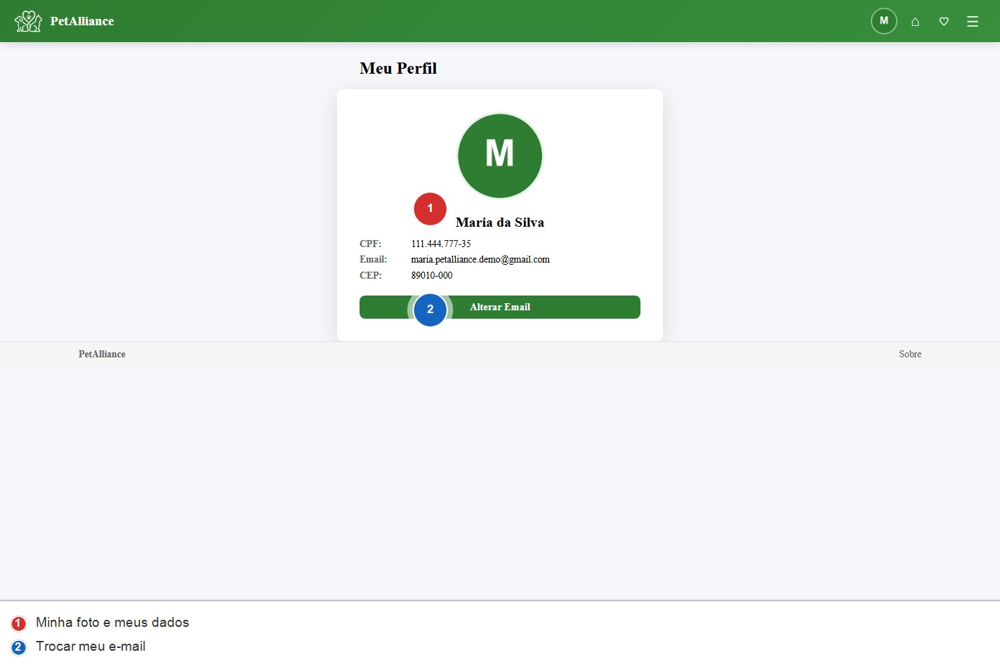 PetAlliance
M
Meu Perfil
M
1
Maria da Silva
CPF: 111.444.777-35
Email: maria.petalliance.demo@gmail.com
CEP: 89010-000
2 Alterar Email
PetAlliance Sobre
1 Minha foto e meus dados
2 Trocar meu e-mail